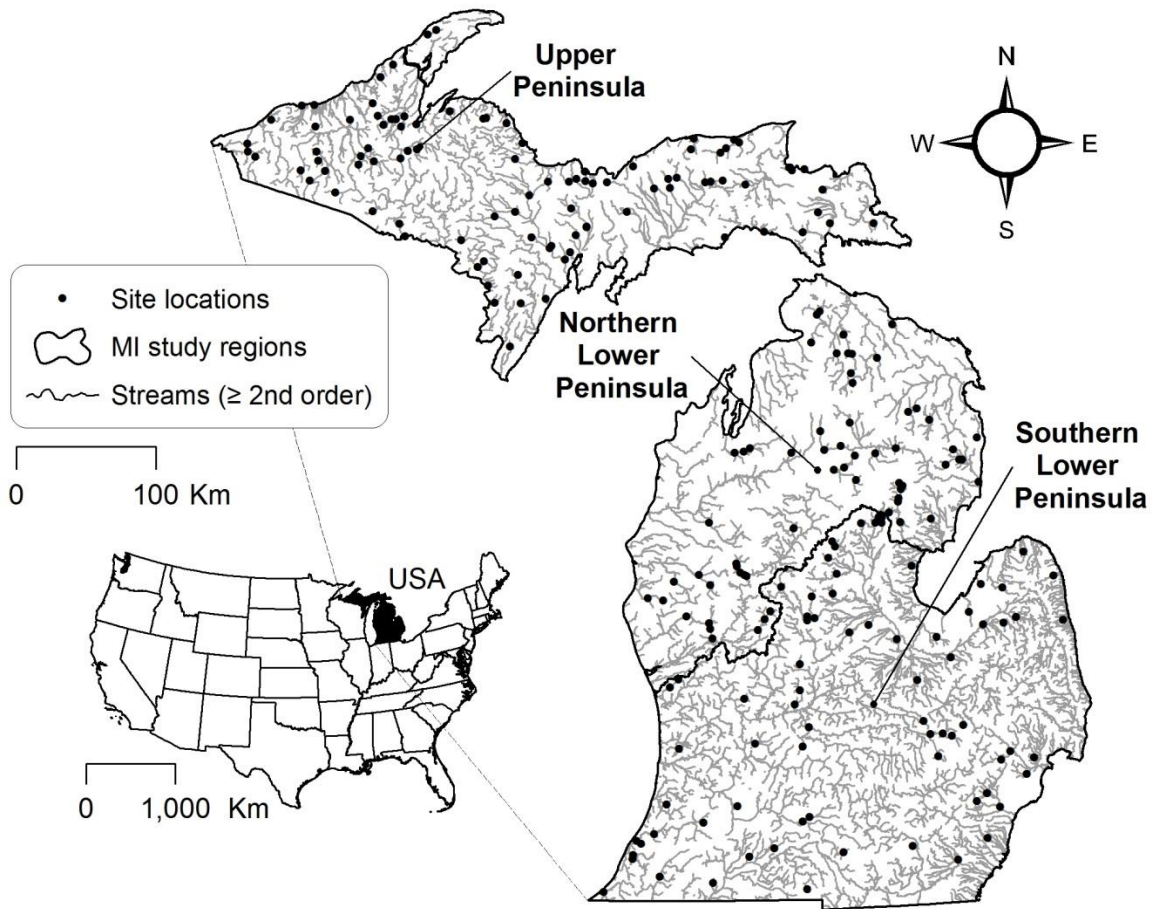 Upper
Peninsula
N
W
E
S
Site locations
MI study regions
Streams (≥ 2nd order)
Northern
Lower
Peninsula
Southern
Lower
Peninsula
0 100 Km
USA
0 1,000 Km